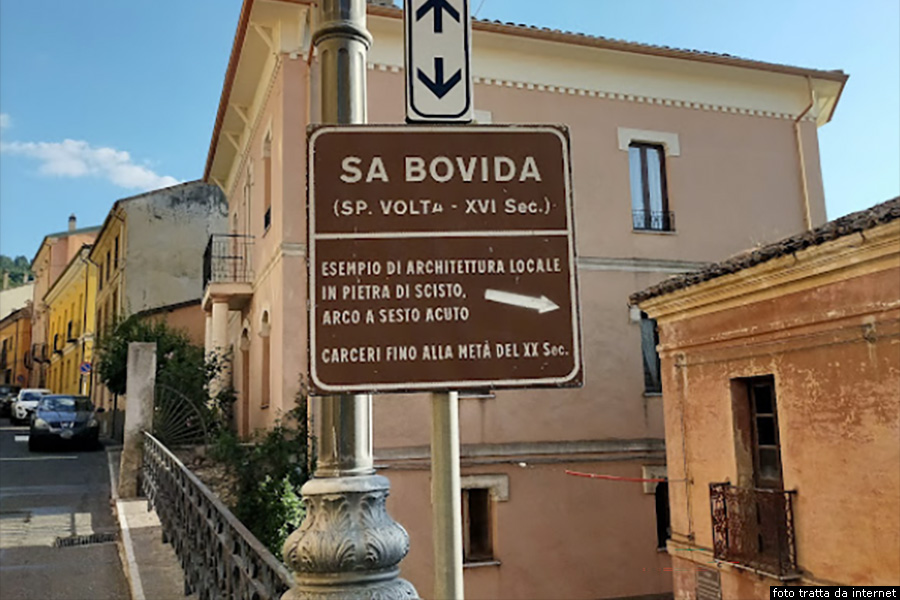 SA BOVIDA
(SP. VOLTA - XVI Sec.)
ESEMPIO DI ARCHITETTURA LOCALE
IN PIETRA DI SCISTO,
ARCO A SESTO ACUTO
CARCERI FINO ALLA METÀ DEL XX Sec.
foto tratta da internet